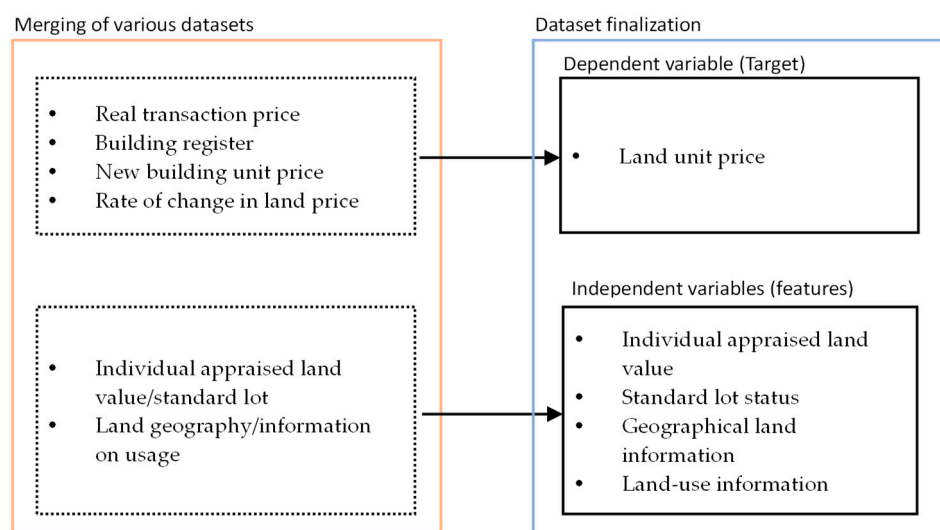 Merging of various datasets
• Real transaction price
• Building register
• New building unit price
• Rate of change in land price
• Individual appraised land
value/standard lot
• Land geography/information
on usage
Dataset finalization
Dependent variable (Target)
• Land unit price
Independent variables (features)
• Individual appraised land
value
• Standard lot status
• Geographical land
information
• Land-use information